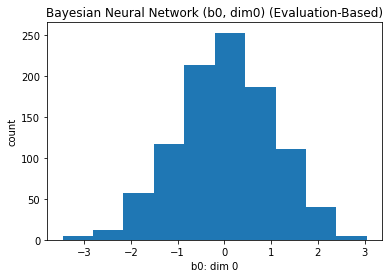 Bayesian Neural Network (b0, dim0) (Evaluation-Based)
250
200
150
100
50
0
count
−3 −2 −1 0 1 2 3
b0: dim 0